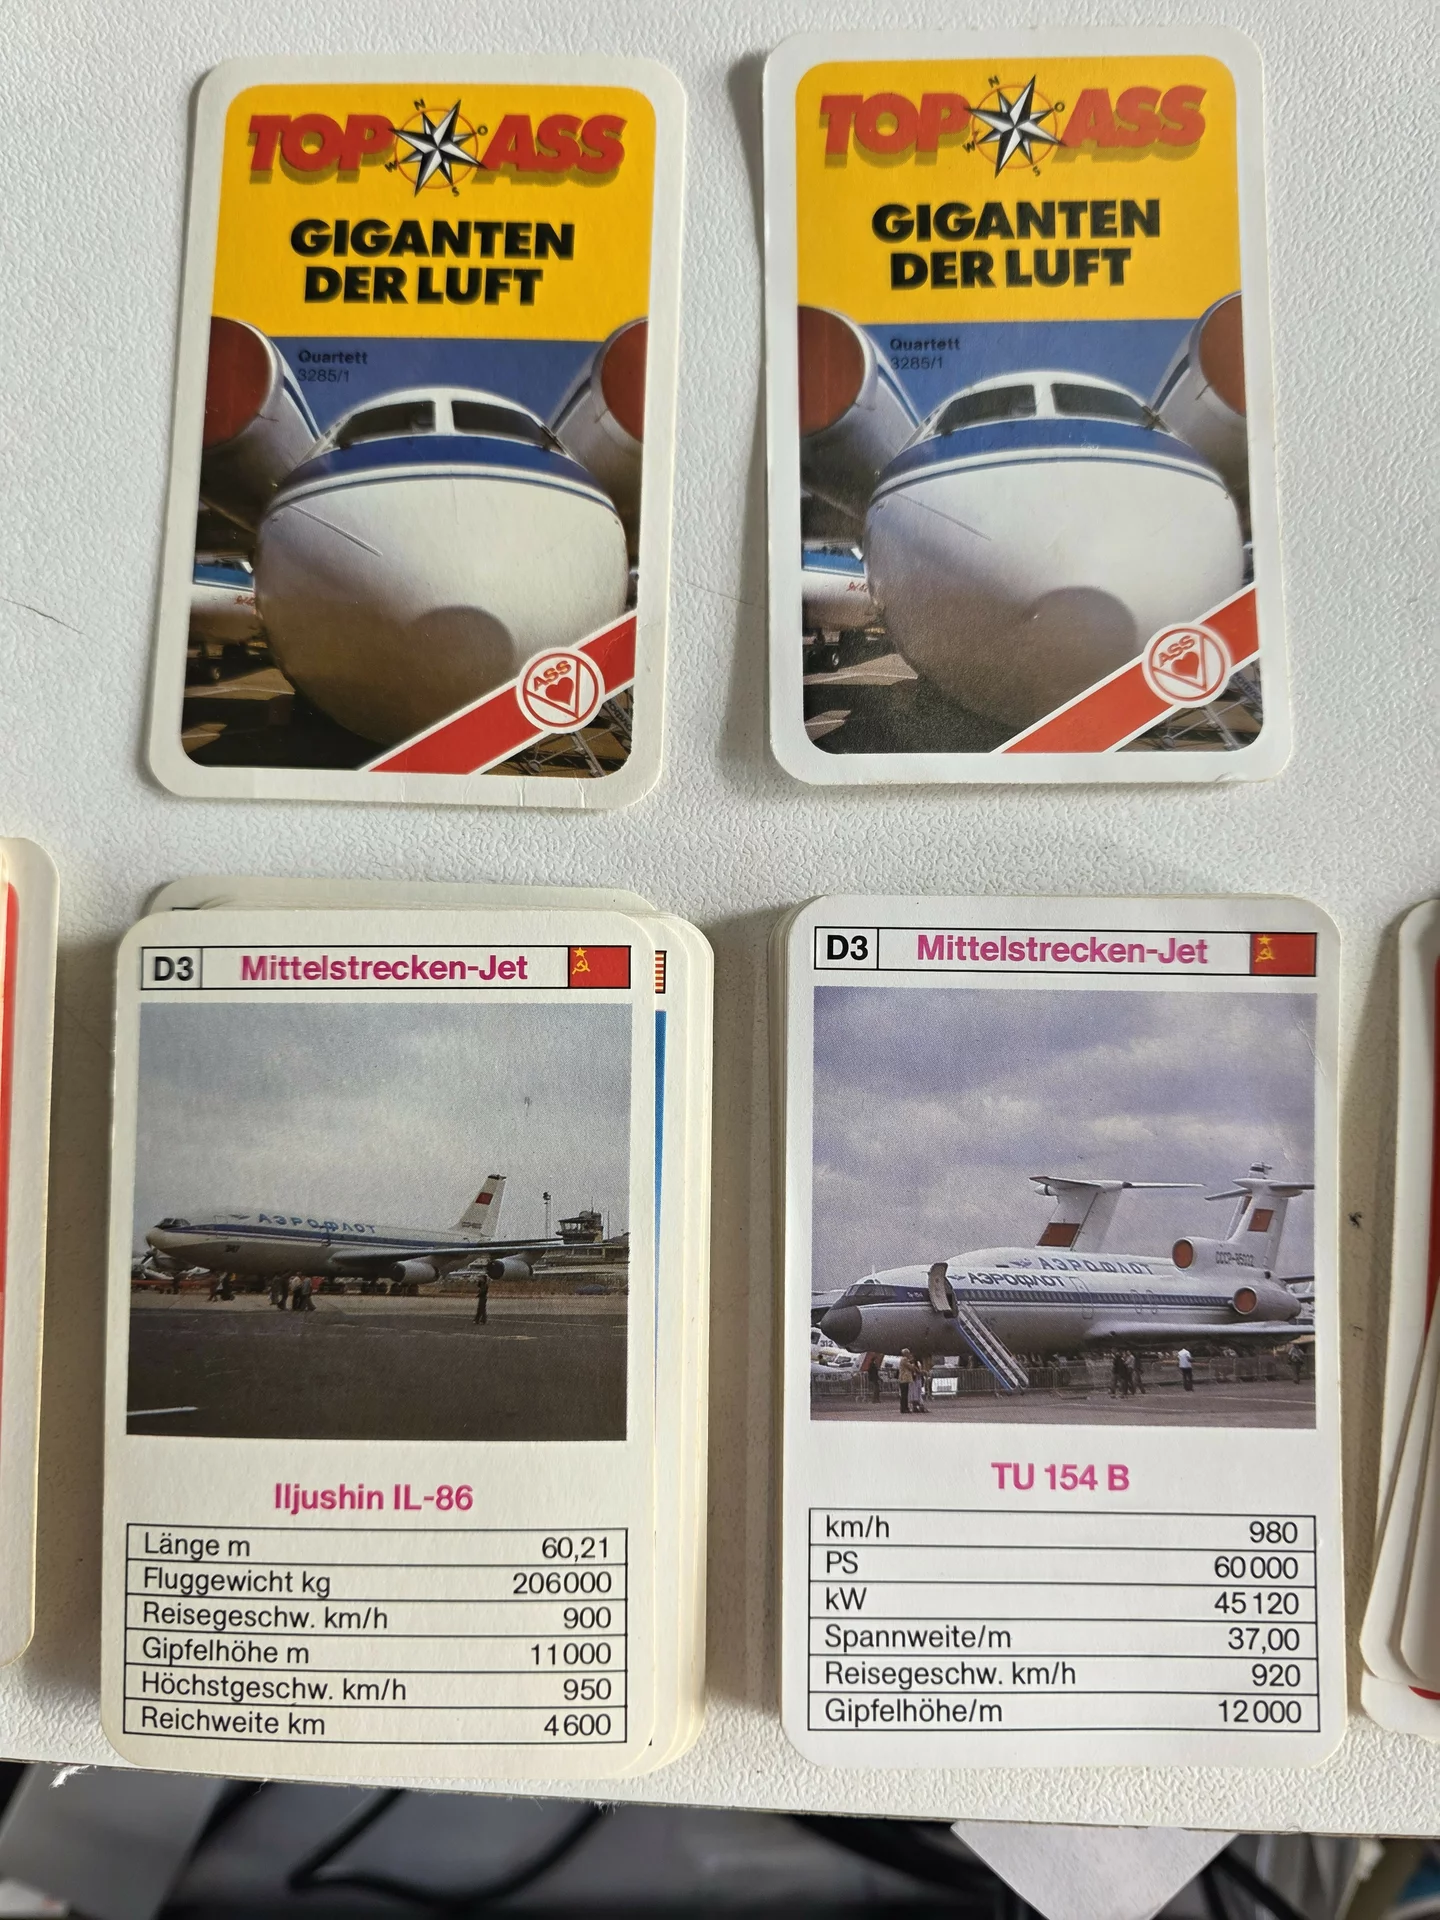 TOP ASS
N
O
W
S
GIGANTEN
DER LUFT
Quartett
3285/1
ASS
TOP ASS
N
O
W
S
GIGANTEN
DER LUFT
Quartett
3285/1
ASS
D3 Mittelstrecken-Jet
АЭРОФЛОТ
Iljushin IL-86
Länge m 60,21
Fluggewicht kg 206000
Reisegeschw. km/h 900
Gipfelhöhe m 11000
Höchstgeschw. km/h 950
Reichweite km 4600
D3 Mittelstrecken-Jet
АЭРОФЛОТ
АЭРОФЛОТ
TU 154 B
km/h 980
PS 60000
kW 45120
Spannweite/m 37,00
Reisegeschw. km/h 920
Gipfelhöhe/m 12000